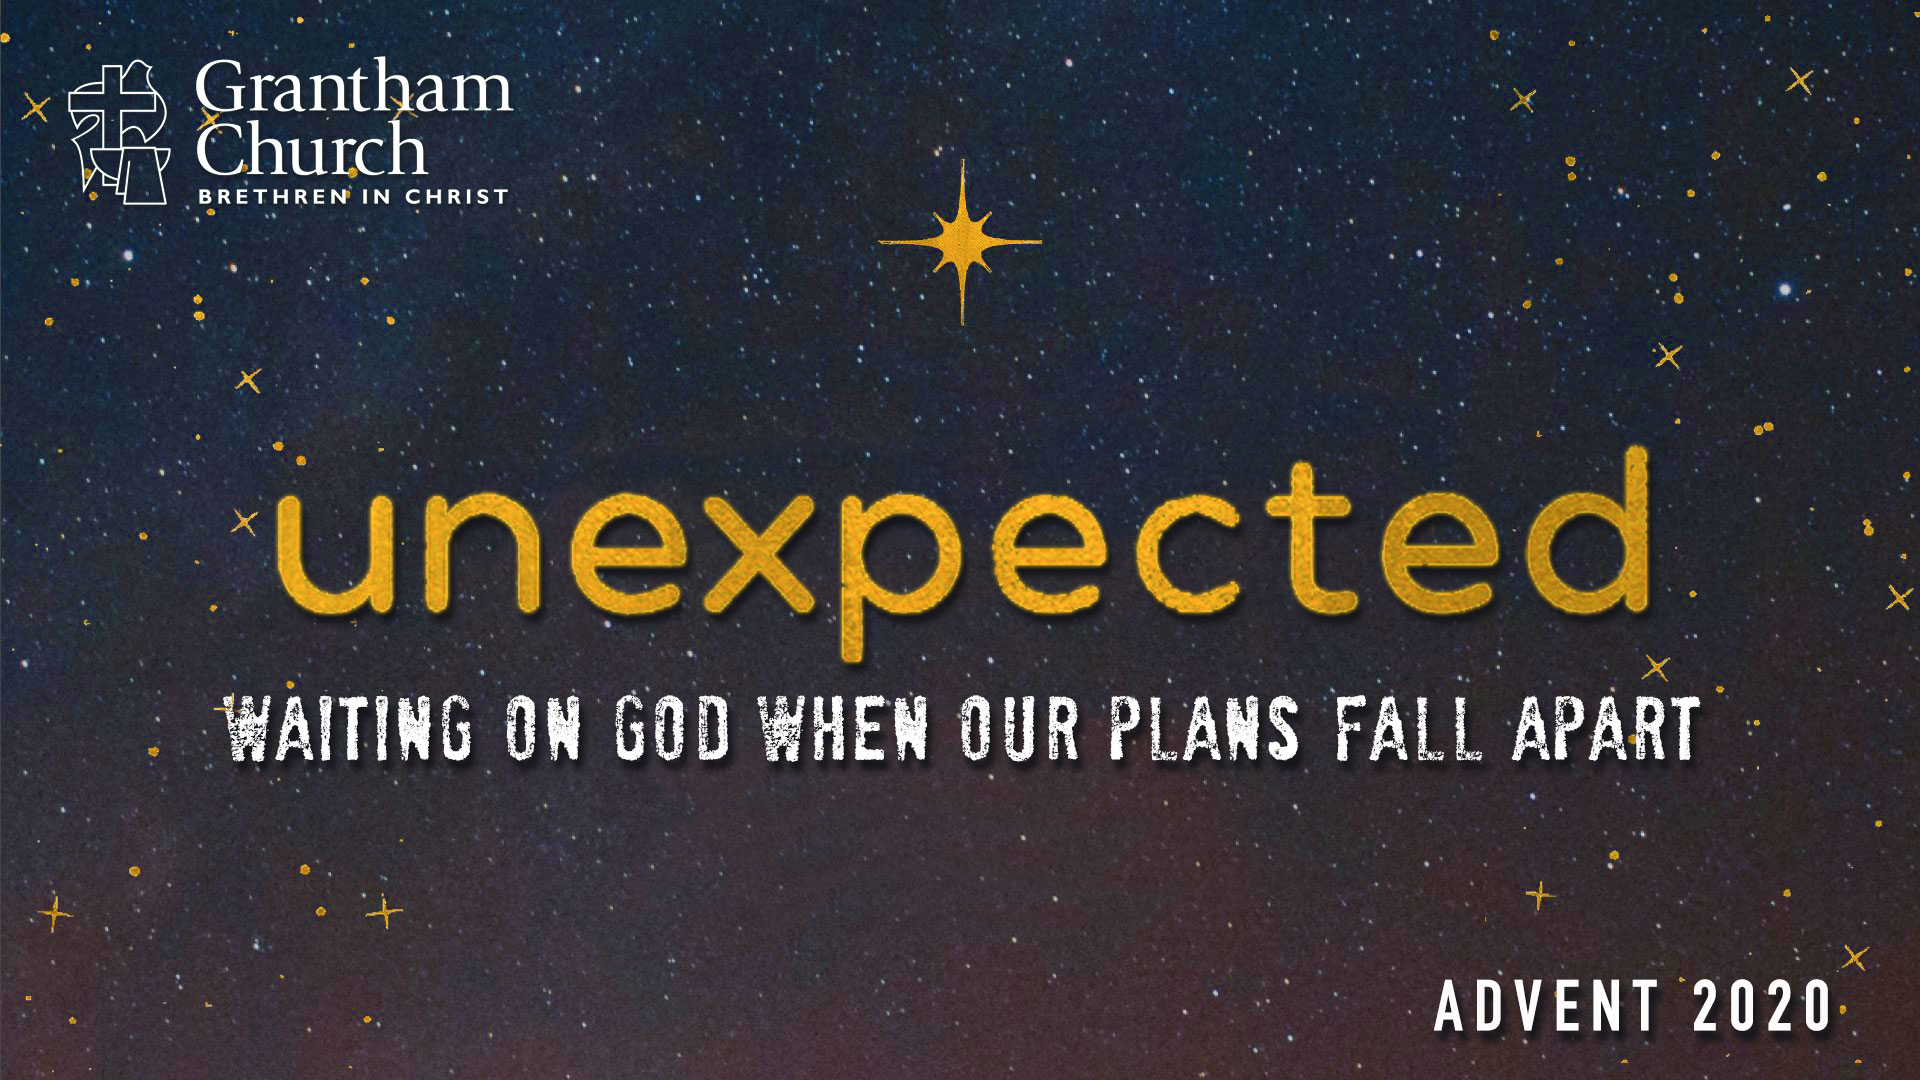 Grantham
Church
BRETHREN IN CHRIST
unexpected
WAITING ON GOD WHEN OUR PLANS FALL APART
ADVENT 2020